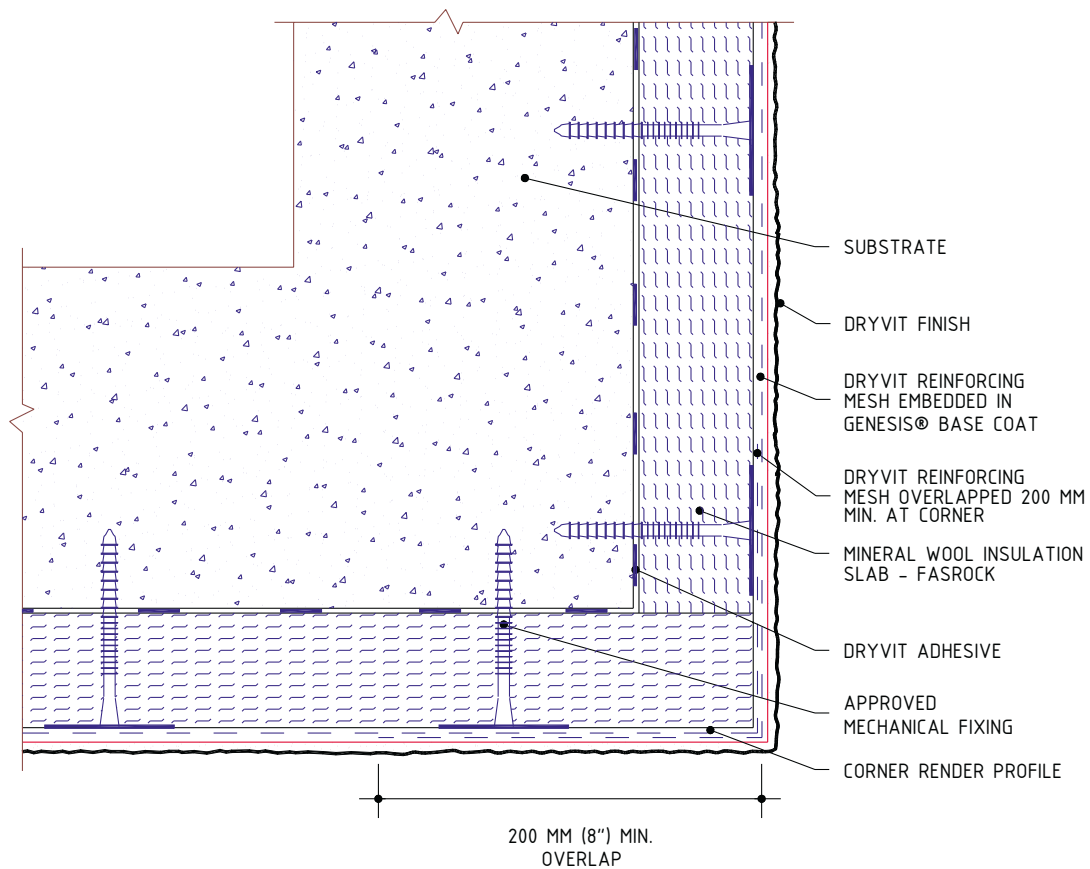 SUBSTRATE
DRYVIT FINISH
DRYVIT REINFORCING
MESH EMBEDDED IN
GENESIS® BASE COAT
DRYVIT REINFORCING
MESH OVERLAPPED 200 MM
MIN. AT CORNER
MINERAL WOOL INSULATION
SLAB - FASROCK
DRYVIT ADHESIVE
APPROVED
MECHANICAL FIXING
CORNER RENDER PROFILE
200 MM (8") MIN.
OVERLAP